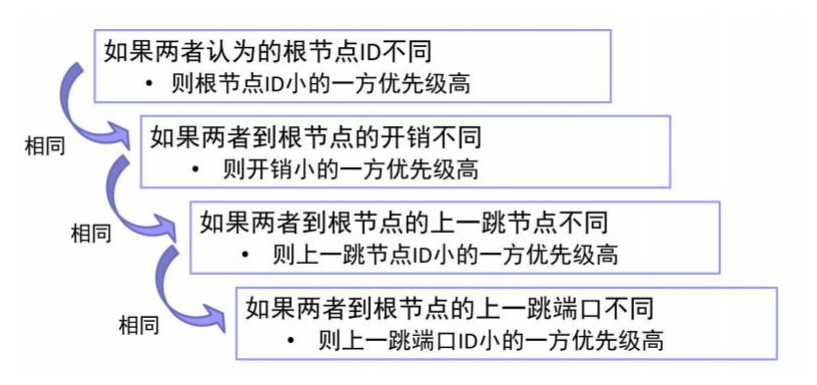 如果两者认为的根节点ID不同
• 则根节点ID小的一方优先级高
相同
如果两者到根节点的开销不同
• 则开销小的一方优先级高
相同
如果两者到根节点的上一跳节点不同
• 则上一跳节点ID小的一方优先级高
相同
如果两者到根节点的上一跳端口不同
• 则上一跳端口ID小的一方优先级高